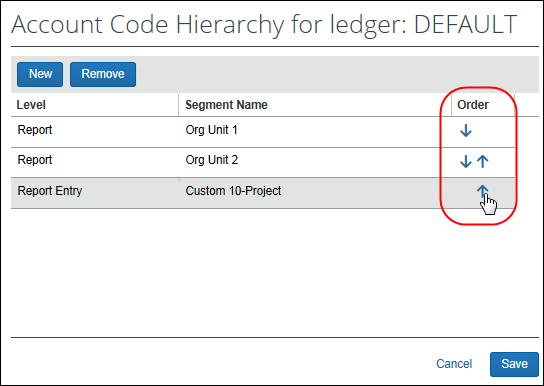 Account Code Hierarchy for ledger: DEFAULT
New Remove
Level Segment Name Order
Report Org Unit 1
Report Org Unit 2
Report Entry Custom 10-Project
Cancel Save